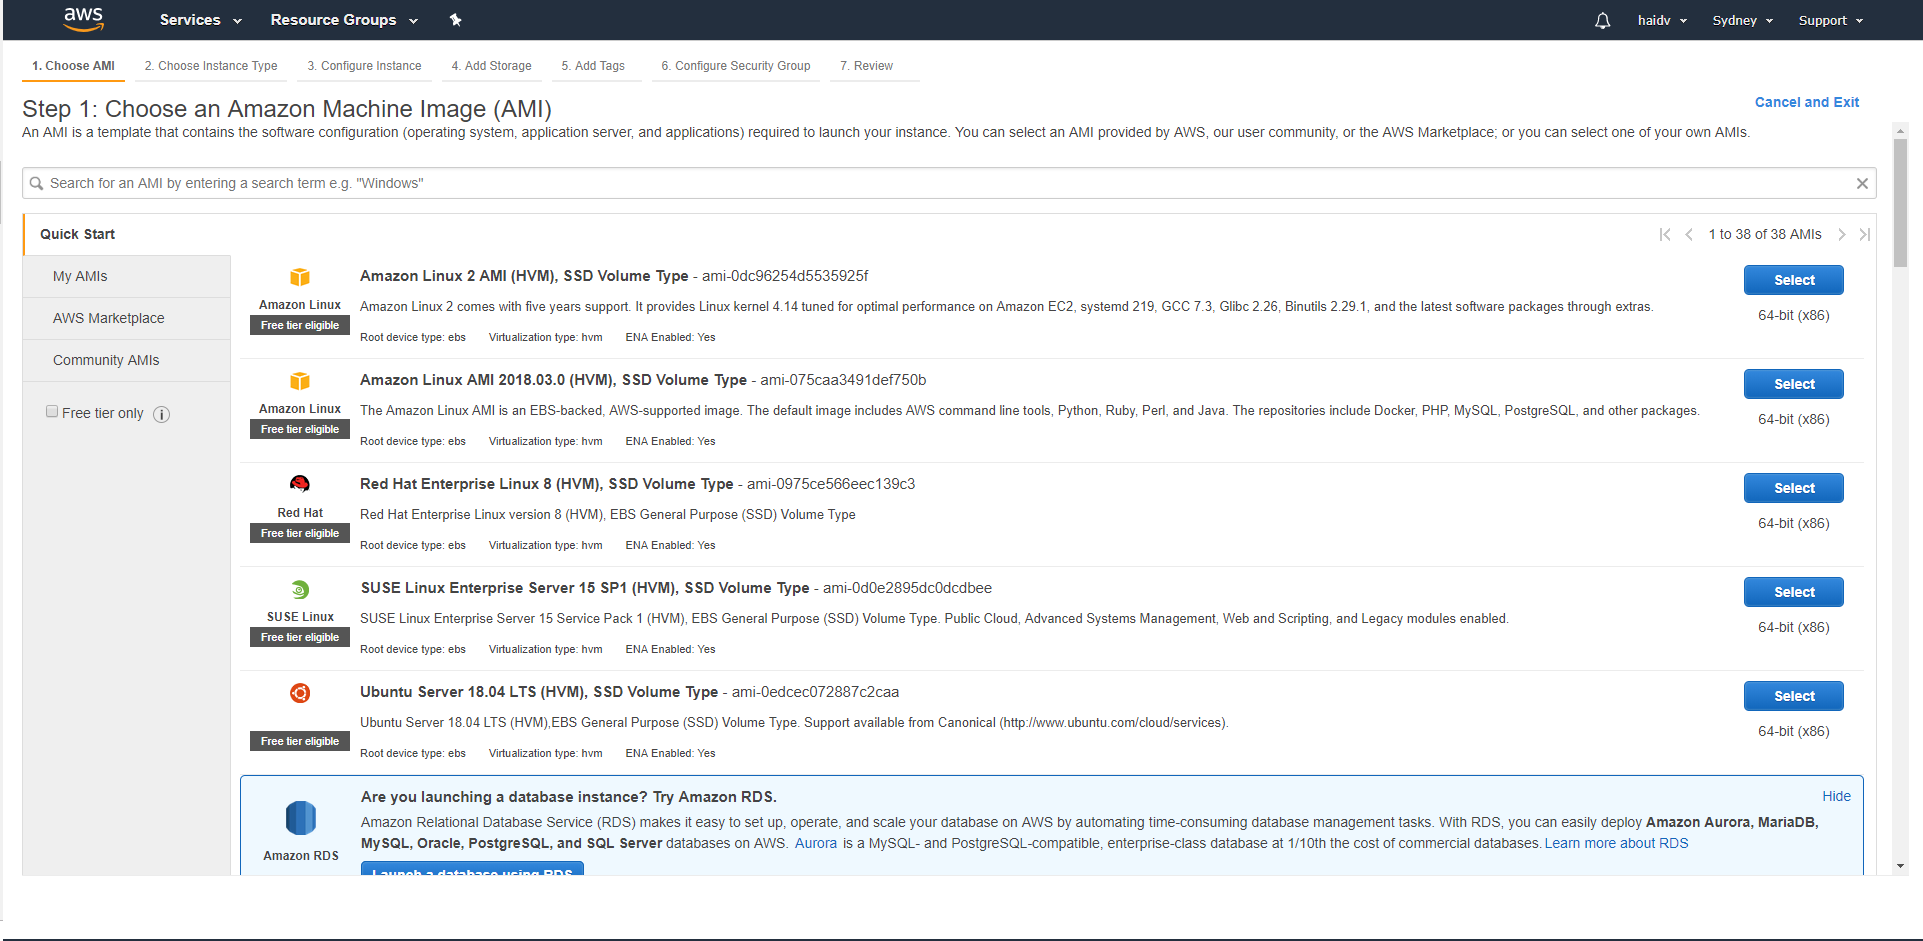 aws Services Resource Groups haidv Sydney Support
1. Choose AMI 2. Choose Instance Type 3. Configure Instance 4. Add Storage 5. Add Tags 6. Configure Security Group 7. Review
Step 1: Choose an Amazon Machine Image (AMI)
Cancel and Exit
An AMI is a template that contains the software configuration (operating system, application server, and applications) required to launch your instance. You can select an AMI provided by AWS, our user community, or the AWS Marketplace; or you can select one of your own AMIs.
Search for an AMI by entering a search term e.g. "Windows"
Quick Start
My AMIs
AWS Marketplace
Community AMIs
Free tier only
1 to 38 of 38 AMIs
Amazon Linux
Free tier eligible
Amazon Linux 2 AMI (HVM), SSD Volume Type - ami-0dc96254d5535925f
Amazon Linux 2 comes with five years support. It provides Linux kernel 4.14 tuned for optimal performance on Amazon EC2, systemd 219, GCC 7.3, Glibc 2.26, Binutils 2.29.1, and the latest software packages through extras.
Root device type: ebs Virtualization type: hvm ENA Enabled: Yes
Select
64-bit (x86)
Amazon Linux
Free tier eligible
Amazon Linux AMI 2018.03.0 (HVM), SSD Volume Type - ami-075caa3491def750b
The Amazon Linux AMI is an EBS-backed, AWS-supported image. The default image includes AWS command line tools, Python, Ruby, Perl, and Java. The repositories include Docker, PHP, MySQL, PostgreSQL, and other packages.
Root device type: ebs Virtualization type: hvm ENA Enabled: Yes
Select
64-bit (x86)
Red Hat
Free tier eligible
Red Hat Enterprise Linux 8 (HVM), SSD Volume Type - ami-0975ce566eec139c3
Red Hat Enterprise Linux version 8 (HVM), EBS General Purpose (SSD) Volume Type
Root device type: ebs Virtualization type: hvm ENA Enabled: Yes
Select
64-bit (x86)
SUSE Linux
Free tier eligible
SUSE Linux Enterprise Server 15 SP1 (HVM), SSD Volume Type - ami-0d0e2895dc0dcdbee
SUSE Linux Enterprise Server 15 Service Pack 1 (HVM), EBS General Purpose (SSD) Volume Type. Public Cloud, Advanced Systems Management, Web and Scripting, and Legacy modules enabled.
Root device type: ebs Virtualization type: hvm ENA Enabled: Yes
Select
64-bit (x86)
Free tier eligible
Ubuntu Server 18.04 LTS (HVM), SSD Volume Type - ami-0edcec072887c2caa
Ubuntu Server 18.04 LTS (HVM),EBS General Purpose (SSD) Volume Type. Support available from Canonical (http://www.ubuntu.com/cloud/services).
Root device type: ebs Virtualization type: hvm ENA Enabled: Yes
Select
64-bit (x86)
Amazon RDS
Are you launching a database instance? Try Amazon RDS.
Hide
Amazon Relational Database Service (RDS) makes it easy to set up, operate, and scale your database on AWS by automating time-consuming database management tasks. With RDS, you can easily deploy Amazon Aurora, MariaDB,
MySQL, Oracle, PostgreSQL, and SQL Server databases on AWS. Aurora is a MySQL- and PostgreSQL-compatible, enterprise-class database at 1/10th the cost of commercial databases. Learn more about RDS
Launch a database using RDS